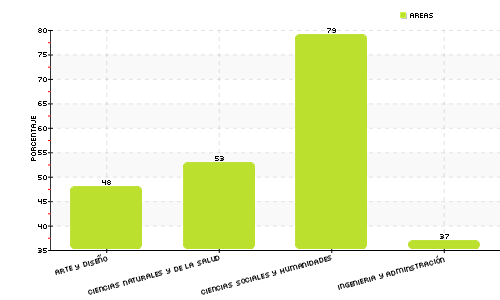 AREAS
PORCENTAJE
80
75
70
65
60
55
50
45
40
35
48
53
79
37
ARTE Y DISEÑO
CIENCIAS NATURALES Y DE LA SALUD
CIENCIAS SOCIALES Y HUMANIDADES
INGENIERIA Y ADMINSTRACIÓN